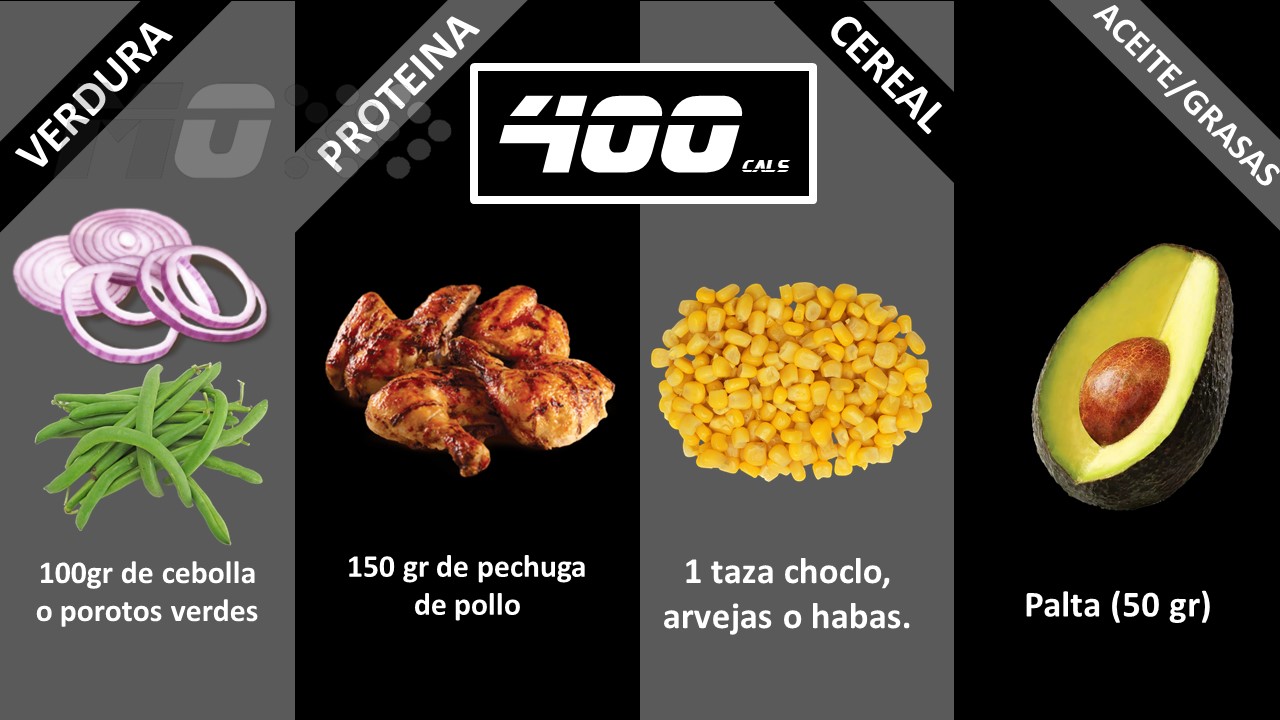 VERDURA
PROTEINA
400
CALS
CEREAL
ACEITE/GRASAS
100gr de cebolla
o porotos verdes
150 gr de pechuga
de pollo
1 taza choclo,
arvejas o habas.
Palta (50 gr)